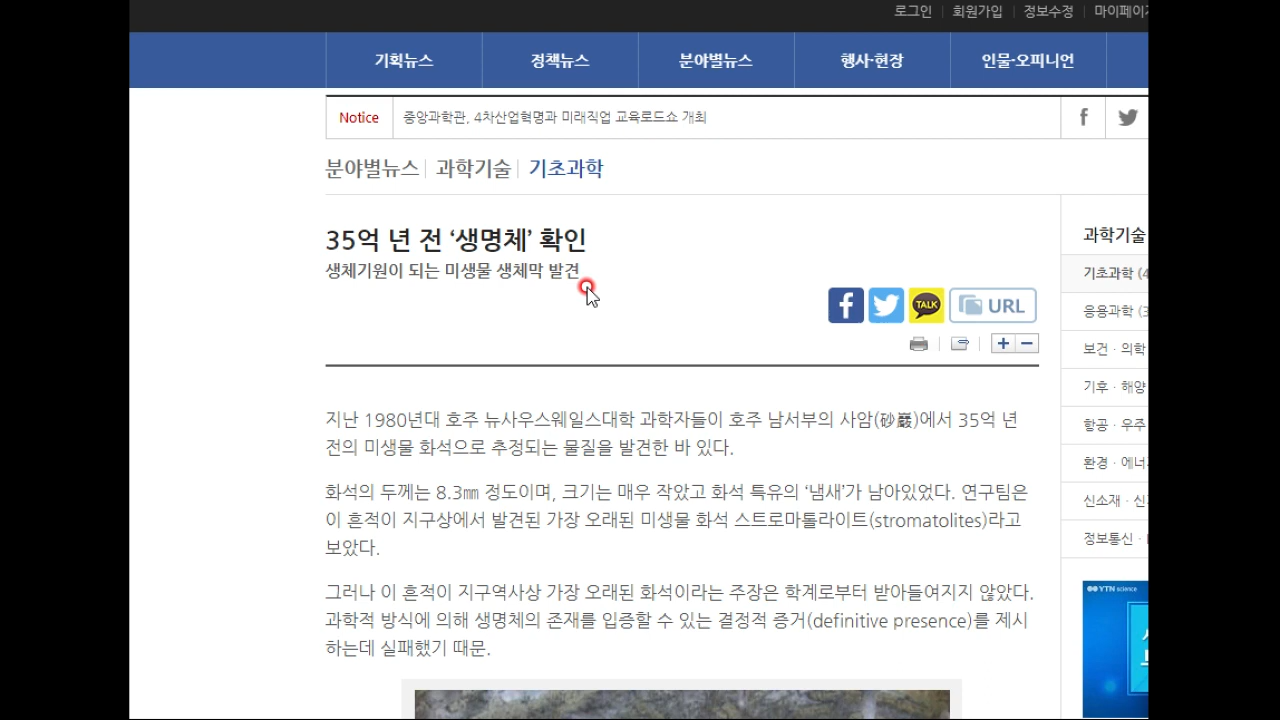 로그인 회원가입 정보수정 마이페이지
기획뉴스 정책뉴스 분야별뉴스 행사·현장 인물·오피니언
Notice 중앙과학관, 4차산업혁명과 미래직업 교육로드쇼 개최
분야별뉴스 과학기술 기초과학
35억 년 전 ‘생명체’ 확인
생체기원이 되는 미생물 생체막 발견
TALK URL
지난 1980년대 호주 뉴사우스웨일스대학 과학자들이 호주 남서부의 사암(砂巖)에서 35억 년
전의 미생물 화석으로 추정되는 물질을 발견한 바 있다.
화석의 두께는 8.3㎜ 정도이며, 크기는 매우 작았고 화석 특유의 ‘냄새’가 남아있었다. 연구팀은
이 흔적이 지구상에서 발견된 가장 오래된 미생물 화석 스트로마톨라이트(stromatolites)라고
보았다.
그러나 이 흔적이 지구역사상 가장 오래된 화석이라는 주장은 학계로부터 받아들여지지 않았다.
과학적 방식에 의해 생명체의 존재를 입증할 수 있는 결정적 증거(definitive presence)를 제시
하는데 실패했기 때문.
과학기술
기초과학 (4
응용과학 (3
보건 · 의학
기후 · 해양
항공 · 우주
환경 · 에너
신소재 · 신
정보통신 ·
YTN science